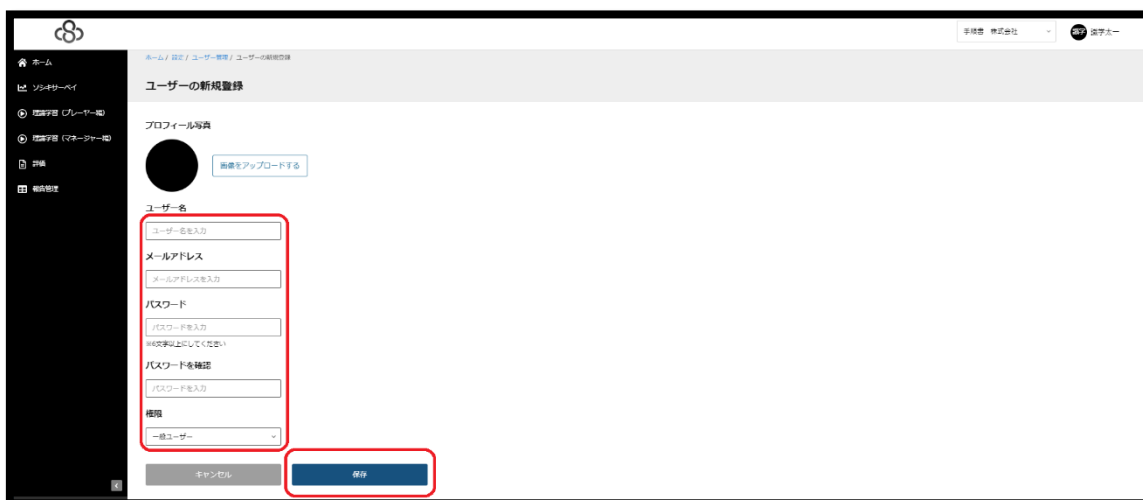 手順書 株式会社
識学 識学太一
ホーム
ソシキサーベイ
理論学習（プレーヤー編）
理論学習（マネージャー編）
評価
報告管理
ホーム / 設定 / ユーザー管理 / ユーザーの新規登録
ユーザーの新規登録
プロフィール写真
画像をアップロードする
ユーザー名
ユーザー名を入力
メールアドレス
メールアドレスを入力
パスワード
パスワードを入力
※6文字以上にしてください
パスワードを確認
パスワードを入力
権限
一般ユーザー
キャンセル 保存